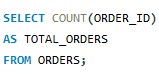 SELECT COUNT(ORDER_ID)
AS TOTAL_ORDERS
FROM ORDERS;